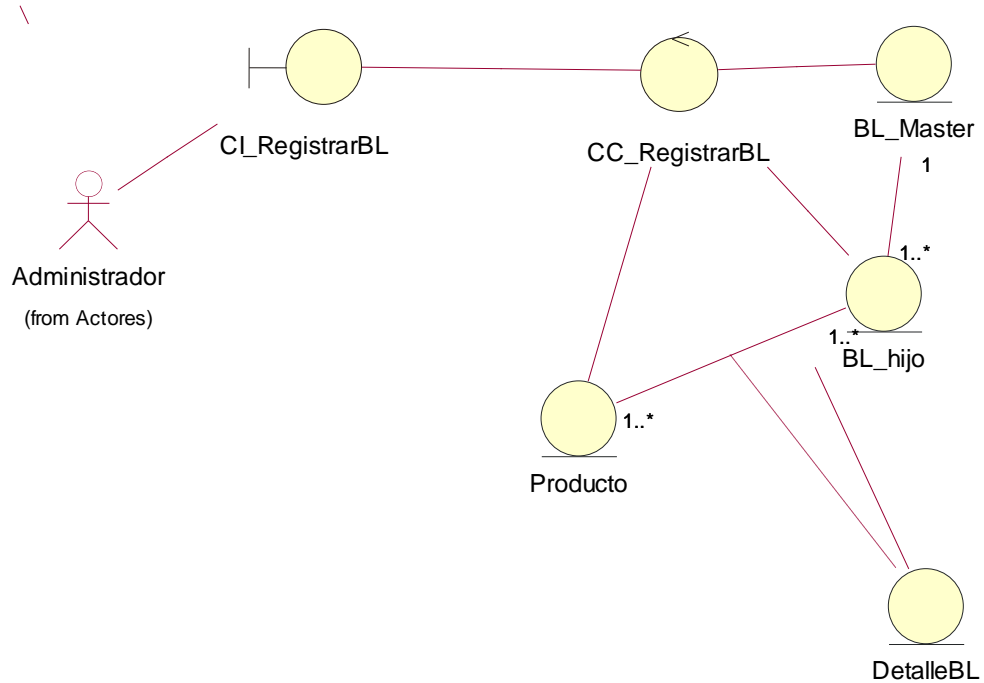 CI_RegistrarBL
CC_RegistrarBL
BL_Master
1
Administrador
(from Actores)
1..*
1..*
BL_hijo
1..*
Producto
DetalleBL